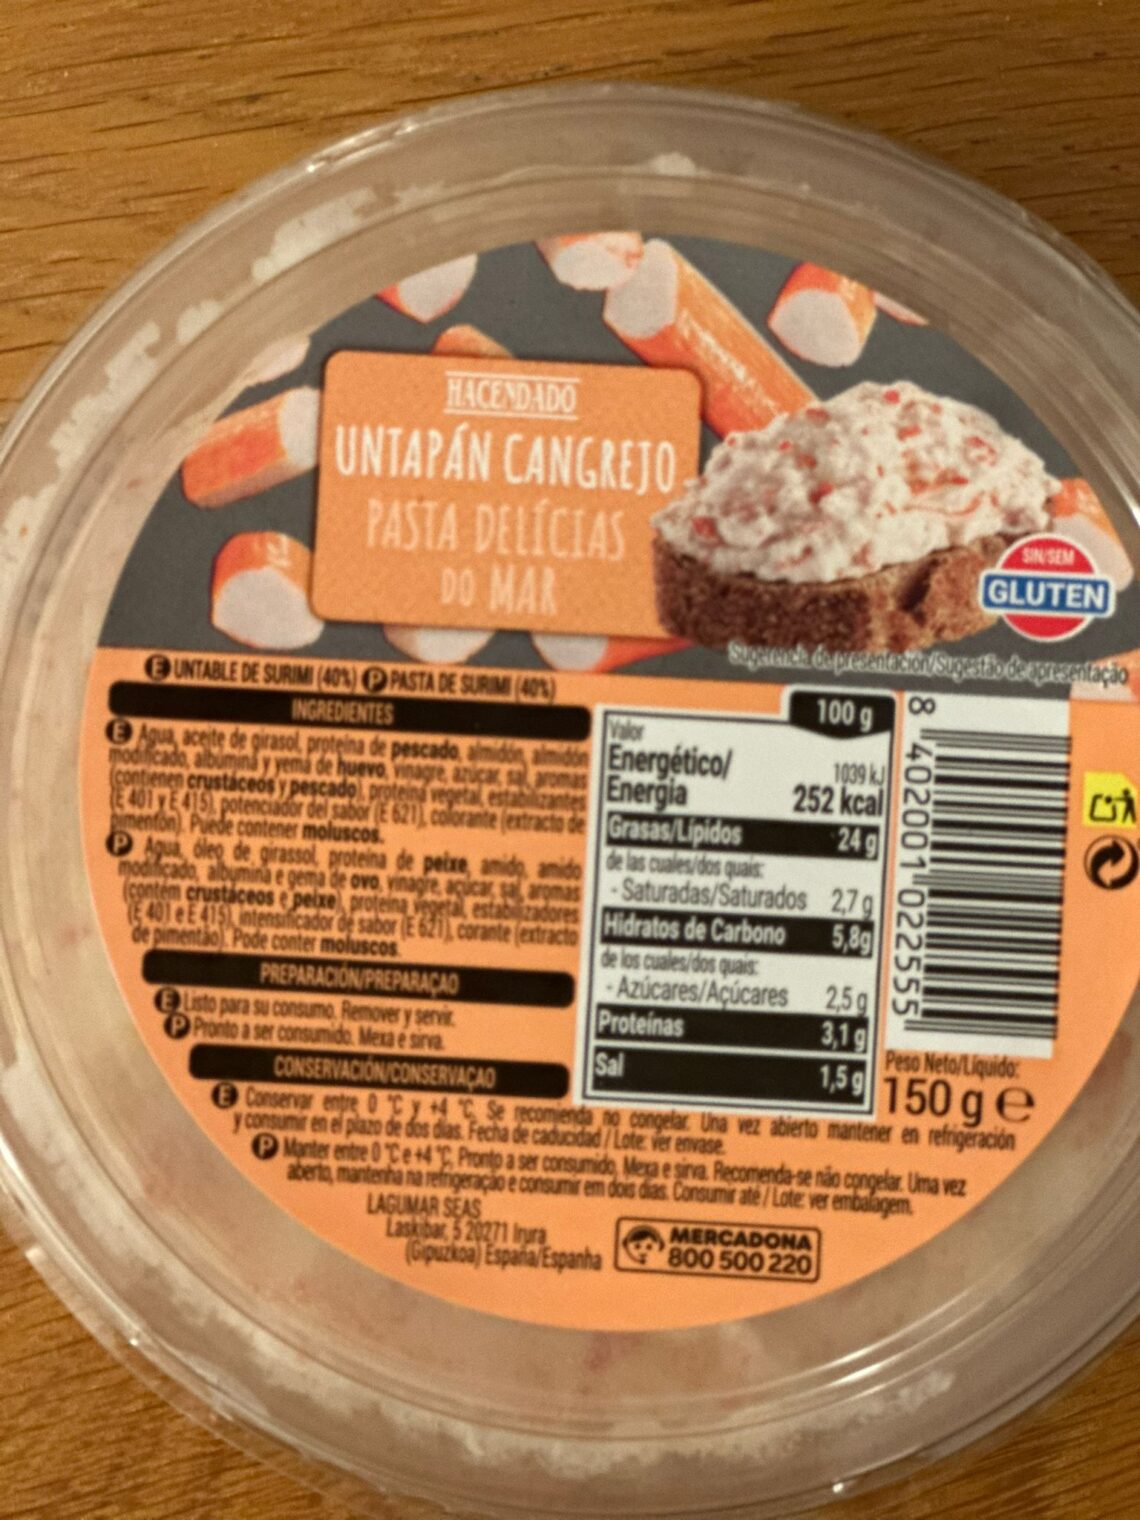 HACENDADO
UNTAPÁN CANGREJO
PASTA DELÍCIAS
DO MAR
SIN/SEM
GLUTEN
Sugerencia de presentación/Sugestão de apresentação
E UNTABLE DE SURIMI (40%) P PASTA DE SURIMI (40%)
INGREDIENTES
E Agua, aceite de girasol, proteína de pescado, almidón, almidón
modificado, albúmina y yema de huevo, vinagre, azúcar, sal, aromas
(contienen crustáceos y pescado), proteína vegetal, estabilizantes
(E 401 y E 415), potenciador del sabor (E 621), colorante (extracto de
pimentón). Puede contener moluscos.
P Água, óleo de girassol, proteína de peixe, amido, amido
modificado, albumina e gema de ovo, vinagre, açúcar, sal, aromas
(contém crustáceos e peixe), proteína vegetal, estabilizadores
(E 401 e E 415), intensificador de sabor (E 621), corante (extracto
de pimentão). Pode conter moluscos.
PREPARACIÓN/PREPARAÇAO
E Listo para su consumo. Remover y servir.
P Pronto a ser consumido. Mexa e sirva.
CONSERVACIÓN/CONSERVAÇAO
E Conservar entre 0 °C y +4 °C. Se recomienda no congelar. Una vez abierto mantener en refrigeración
y consumir en el plazo de dos días. Fecha de caducidad / Lote: ver envase.
P Manter entre 0 °C e +4 °C. Pronto a ser consumido. Mexa e sirva. Recomenda-se não congelar. Uma vez
aberto, mantenha na refrigeração e consumir em dois dias. Consumir até / Lote: ver embalagem.
LAGUMAR SEAS
Laskibar, 5 20271 Irura
(Gipuzkoa) España/Espanha
MERCADONA
800 500 220
100 g
Valor
Energético/
Energia
1039 kJ
252 kcal
Grasas/Lípidos 24 g
de las cuales/dos quais:
- Saturadas/Saturados 2,7 g
Hidratos de Carbono 5,8g
de los cuales/dos quais:
- Azúcares/Açúcares 2,5 g
Proteínas 3,1 g
Sal 1,5 g
8 402001 022555
Peso Neto/Líquido:
150 g e